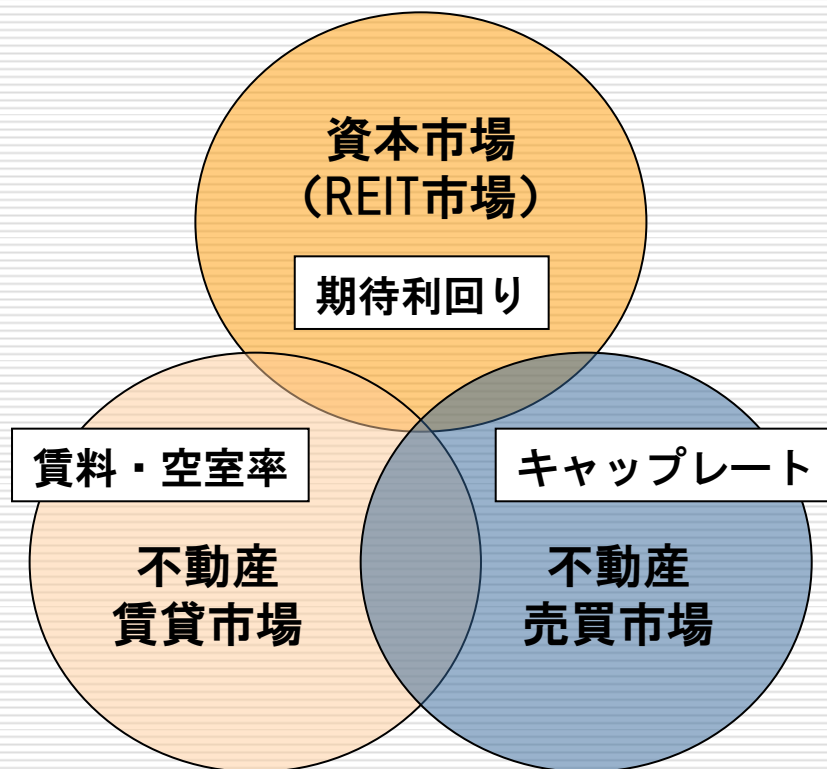 資本市場
（REIT市場）
期待利回り
賃料・空室率
キャップレート
不動産
賃貸市場
不動産
売買市場